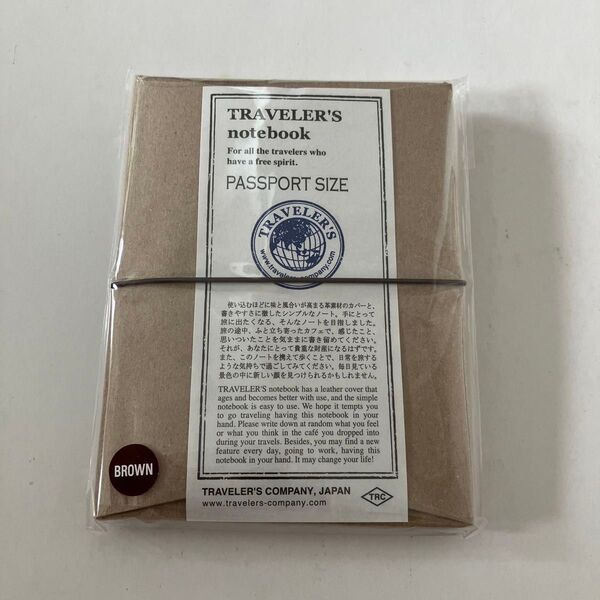 TRAVELER'S
notebook
For all the travelers who
have a free spirit.
PASSPORT SIZE
TRAVELER'S
www.travelers-company.com
使い込むほどに味と風合いが高まる革素材のカバーと、
書きやすさに徹したシンプルなノート。手にとって
旅に出たくなる、そんなノートを目指しました。
旅の途中、ふと立ち寄ったカフェで、感じたこと、
思いついたことを気ままに書き留めてください。
それが、あなたにとって貴重な財産になるはずです。
また、このノートを携えて歩くことで、日常を旅する
ような気持ちで過ごしてみてください。毎日見ている
景色の中に新しい顔を見つけられるかもしれません。
TRAVELER'S notebook has a leather cover that
ages and becomes better with use, and the simple
notebook is easy to use. We hope it tempts you
to go traveling having this notebook in your
hand. Please write down at random what you feel
or what you think in the café you dropped into
during your travels. Besides, you may find a new
feature every day, going to work, having this
notebook in your hand. It may change your life!
BROWN
TRAVELER'S COMPANY, JAPAN
www.travelers-company.com
TRC